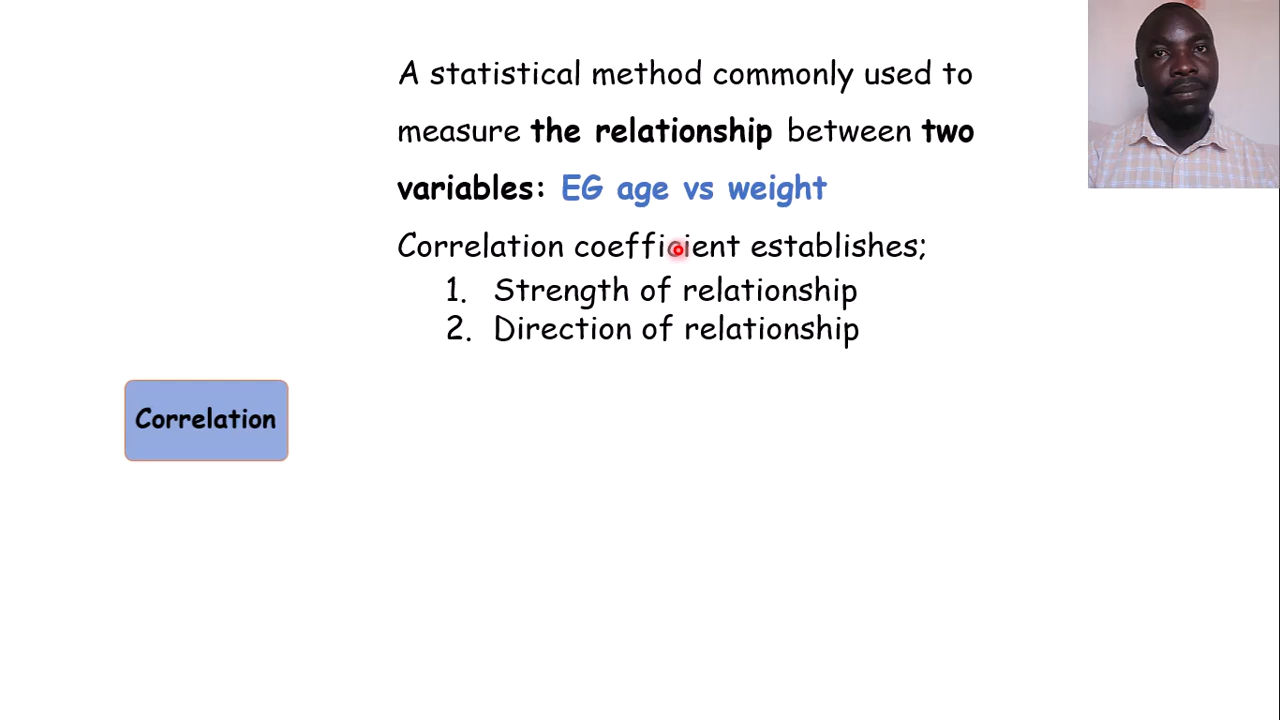 A statistical method commonly used to
measure the relationship between two
variables: EG age vs weight
Correlation coefficient establishes;
1. Strength of relationship
2. Direction of relationship
Correlation